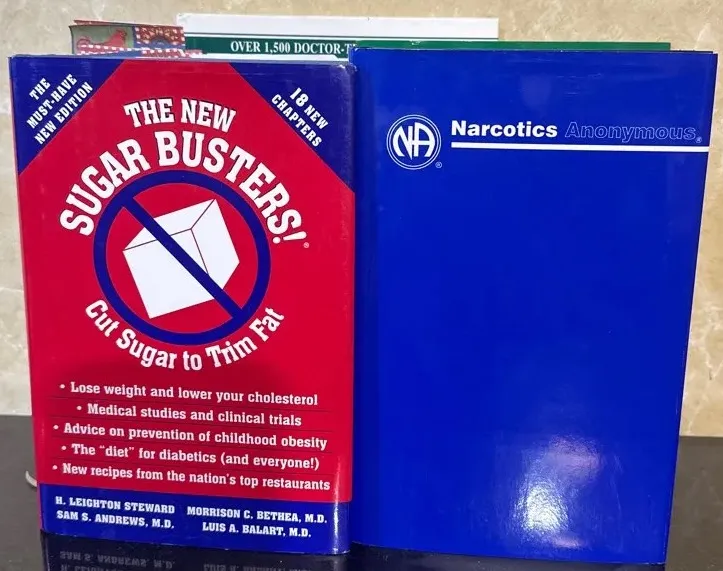 OVER 1,500 DOCTOR-T
THE
MUST-HAVE
NEW EDITION
18 NEW
CHAPTERS
THE NEW
SUGAR BUSTERS!®
Cut Sugar to Trim Fat
• Lose weight and lower your cholesterol
• Medical studies and clinical trials
• Advice on prevention of childhood obesity
• The "diet" for diabetics (and everyone!)
• New recipes from the nation's top restaurants
H. LEIGHTON STEWARD
SAM S. ANDREWS, M.D.
MORRISON C. BETHEA, M.D.
LUIS A. BALART, M.D.
NA®
Narcotics Anonymous®